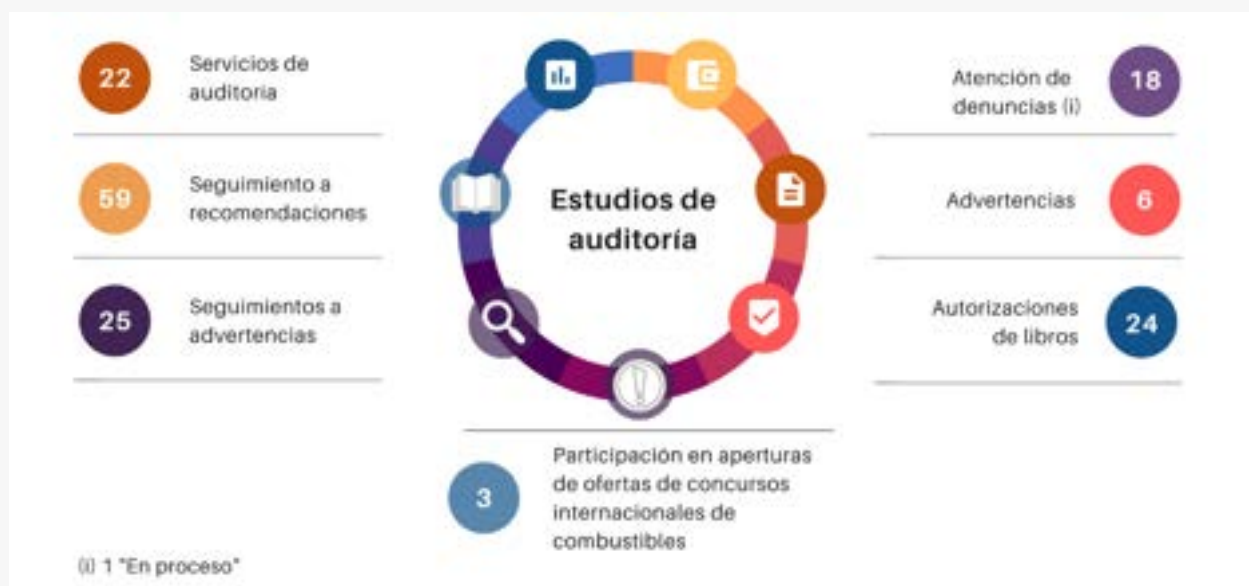 22
Servicios de
auditoria
59
Seguimiento a
recomendaciones
25
Seguimientos a
advertencias
Estudios de
auditoría
Atención de
denuncias (i)
18
Advertencias
6
Autorizaciones
de libros
24
3
Participación en aperturas
de ofertas de concursos
internacionales de
combustibles
(i) 1 "En proceso"